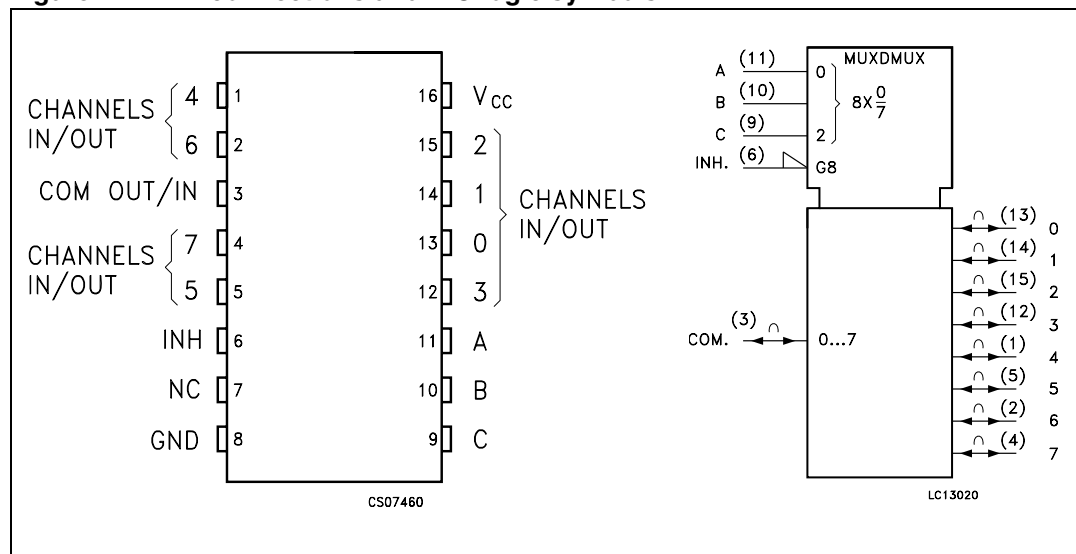 CHANNELS
IN/OUT
4
6
COM OUT/IN
CHANNELS
IN/OUT
7
5
INH
NC
GND
1
2
3
4
5
6
7
8
16
15
14
13
12
11
10
9
VCC
2
1
0
3
CHANNELS
IN/OUT
A
B
C
CS07460
MUXDMUX
A (11) 0
B (10)
C (9) 2
8X 0/7
INH. (6) G8
COM. (3) ∩ 0...7
∩ (13) 0
∩ (14) 1
∩ (15) 2
∩ (12) 3
∩ (1) 4
∩ (5) 5
∩ (2) 6
∩ (4) 7
LC13020